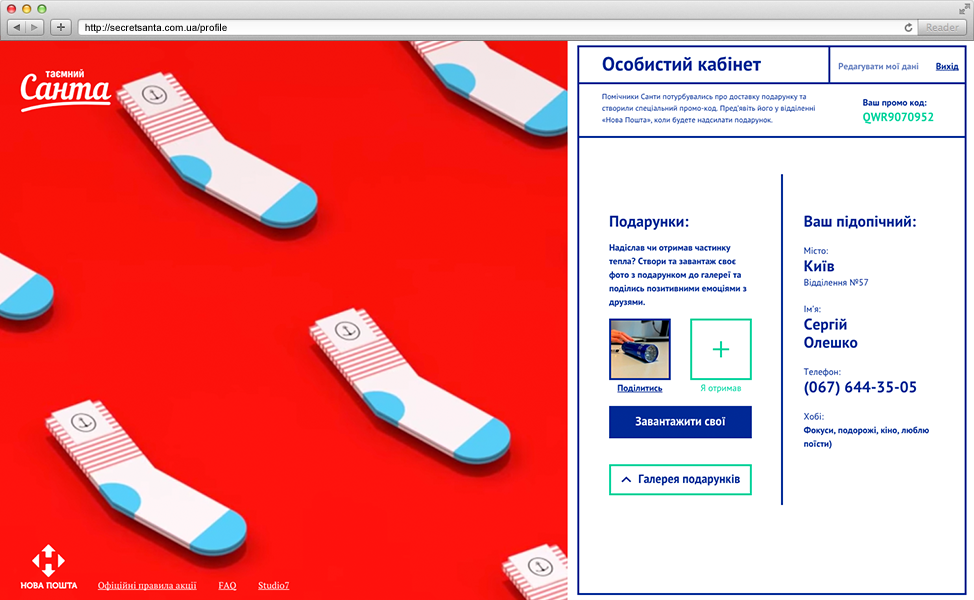 http://secretsanta.com.ua/profile
Reader
таємний
Санта
Особистий кабінет
Редагувати мої дані
Вихід
Помічники Санти потурбувались про доставку подарунку та
створили спеціальний промо-код. Пред'явіть його у відділенні
«Нова Пошта», коли будете надсилати подарунок.
Ваш промо код:
QWR9070952
Подарунки:
Надіслав чи отримав частинку
тепла? Створи та завантаж своє
фото з подарунком до галереї та
поділись позитивними емоціями з
друзями.
Поділитись
Я отримав
Завантажити свої
Галерея подарунків
Ваш підопічний:
Місто:
Київ
Відділення №57
Ім'я:
Сергій
Олешко
Телефон:
(067) 644-35-05
Хобі:
Фокуси, подорожі, кіно, люблю
поїсти)
НОВА ПОШТА
Офіційні правила акції
FAQ
Studio7